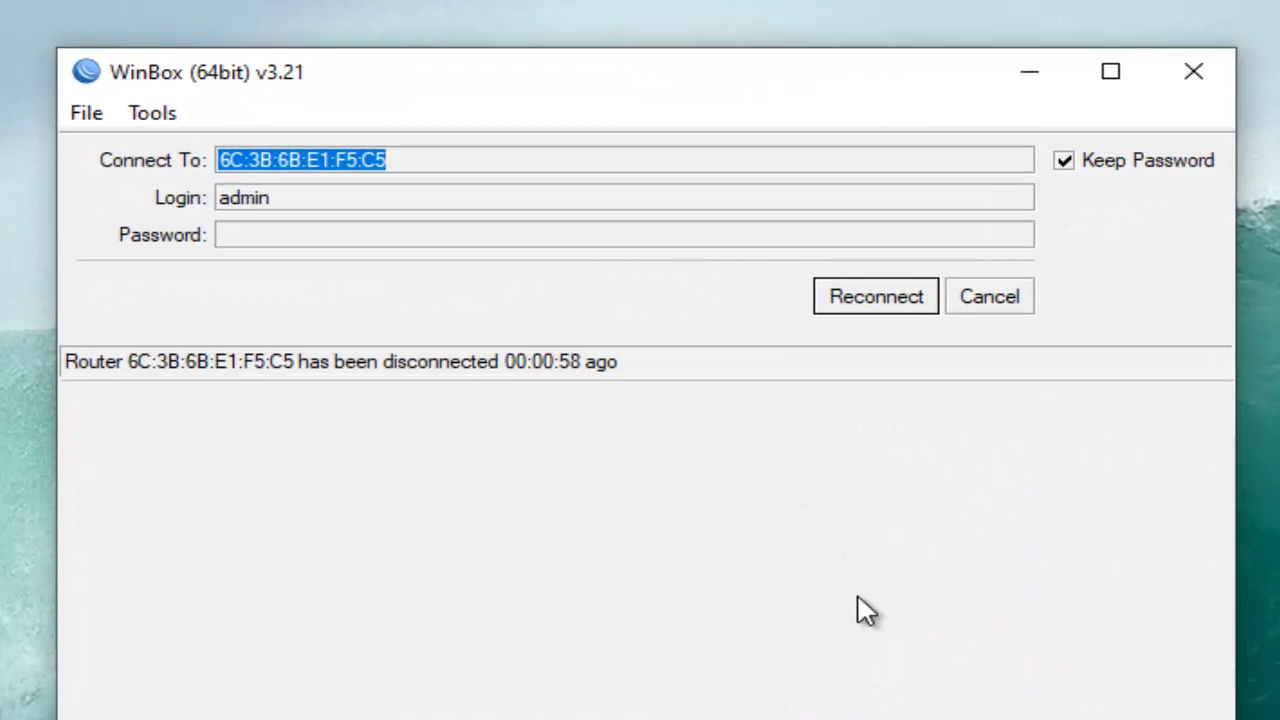 WinBox (64bit) v3.21
File Tools
Connect To: 6C:3B:6B:E1:F5:C5 Keep Password
Login: admin
Password:
Reconnect Cancel
Router 6C:3B:6B:E1:F5:C5 has been disconnected 00:00:58 ago